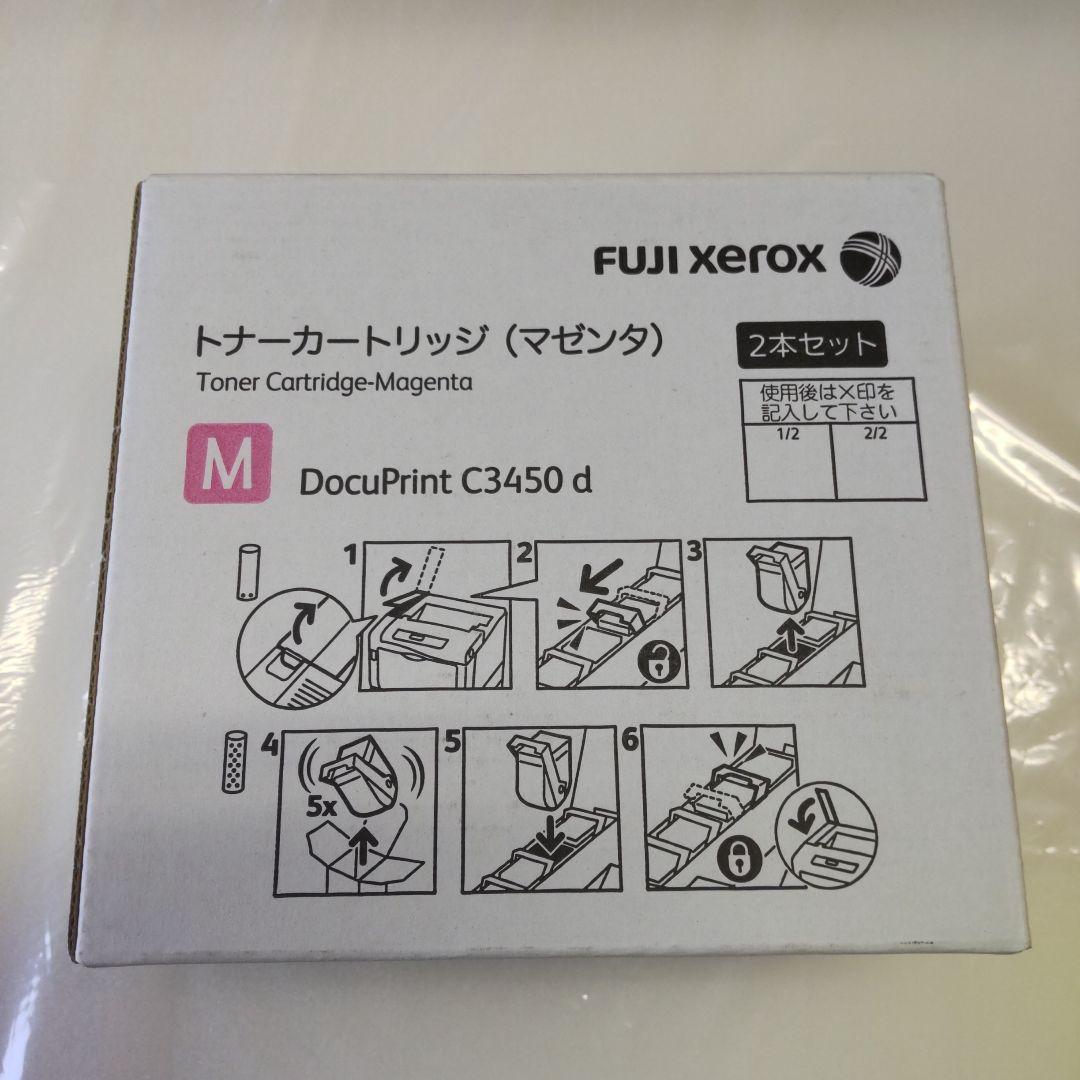 FUJI xerox
トナーカートリッジ（マゼンタ）
2本セット
Toner Cartridge-Magenta
使用後は×印を
記入して下さい
1/2 2/2
M
DocuPrint C3450 d
1 2 3
4 5 6
5x